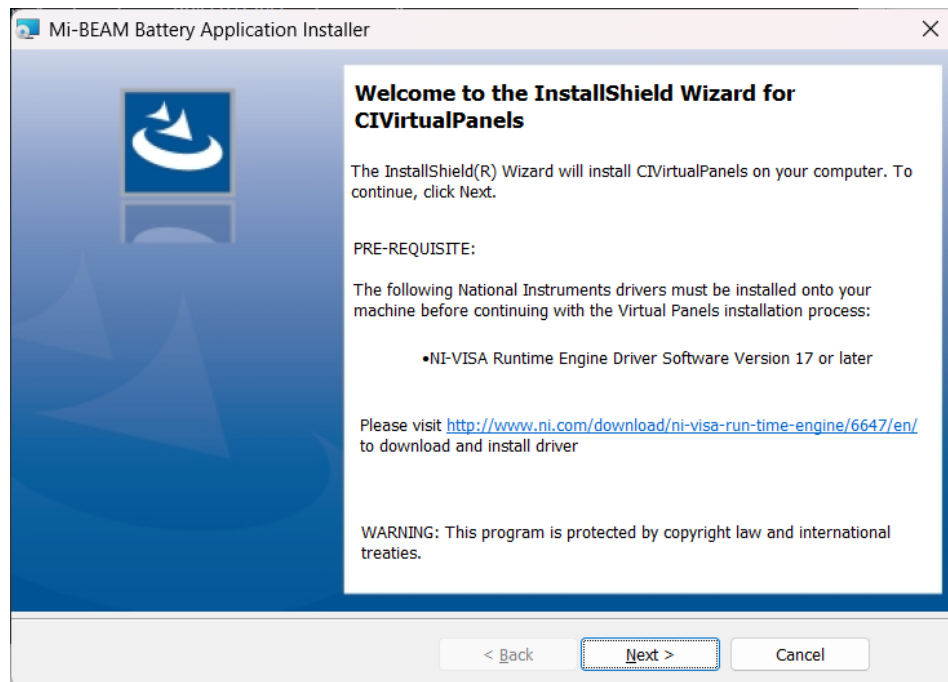 Mi-BEAM Battery Application Installer
Welcome to the InstallShield Wizard for
CIVirtualPanels
The InstallShield(R) Wizard will install CIVirtualPanels on your computer. To
continue, click Next.
PRE-REQUISITE:
The following National Instruments drivers must be installed onto your
machine before continuing with the Virtual Panels installation process:
•NI-VISA Runtime Engine Driver Software Version 17 or later
Please visit http://www.ni.com/download/ni-visa-run-time-engine/6647/en/
to download and install driver
WARNING: This program is protected by copyright law and international
treaties.
< Back Next > Cancel